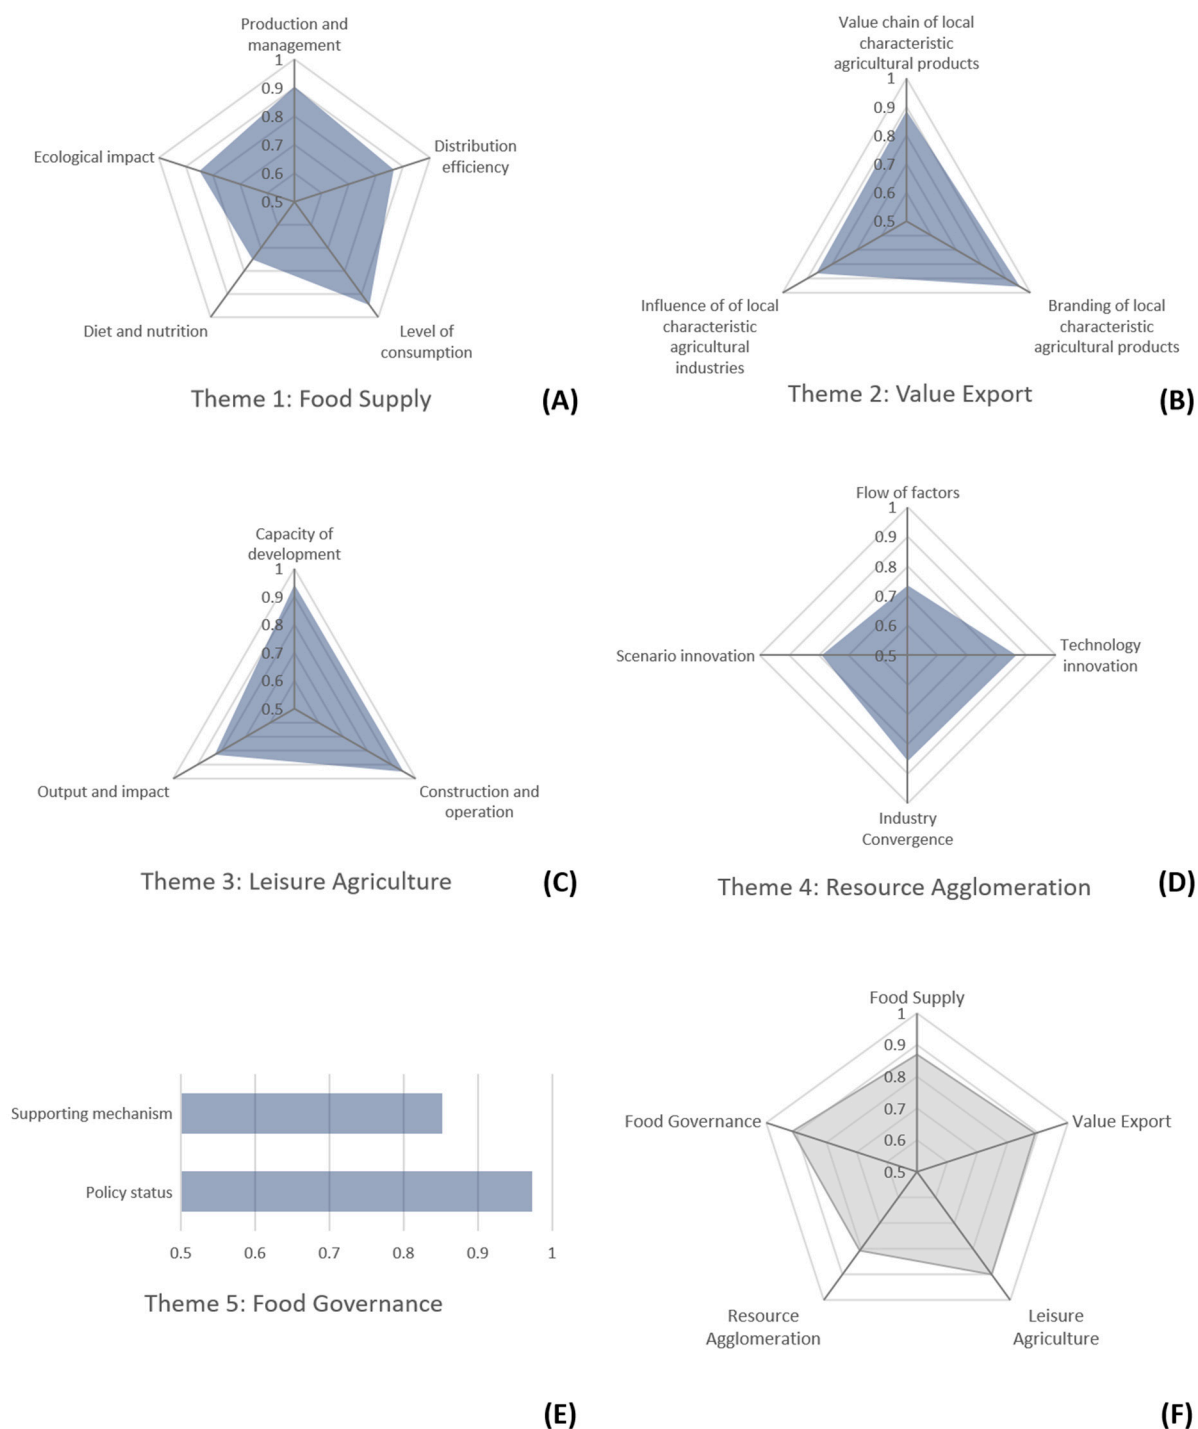 Production and
management
1
0.9
0.8
0.7
0.6
0.5
Distribution
efficiency
Level of
consumption
Diet and nutrition
Ecological impact
Theme 1: Food Supply
(A)
Value chain of local
characteristic
agricultural products
1
0.9
0.8
0.7
0.6
0.5
Branding of local
characteristic
agricultural products
Influence of of local
characteristic
agricultural
industries
Theme 2: Value Export
(B)
Capacity of
development
1
0.9
0.8
0.7
0.6
0.5
Construction and
operation
Output and impact
Theme 3: Leisure Agriculture
(C)
Flow of factors
1
0.9
0.8
0.7
0.6
0.5
Technology
innovation
Industry
Convergence
Scenario innovation
Theme 4: Resource Agglomeration
(D)
Supporting mechanism
Policy status
0.5 0.6 0.7 0.8 0.9 1
Theme 5: Food Governance
(E)
Food Supply
1
0.9
0.8
0.7
0.6
0.5
Value Export
Leisure
Agriculture
Resource
Agglomeration
Food Governance
(F)